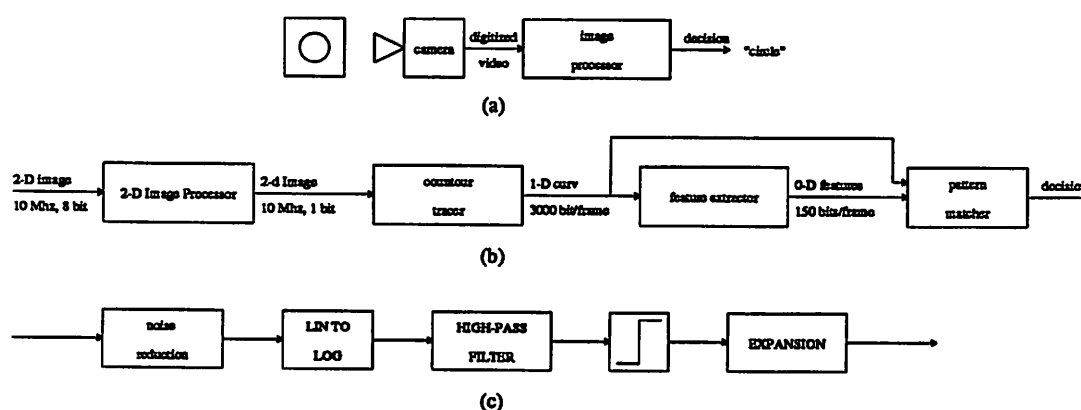 camera
digitized
video
image
processor
decision
"circle"
(a)
2-D image
10 Mhz, 8 bit
2-D Image Processor
2-d Image
10 Mhz, 1 bit
countour
tracer
1-D curv
3000 bit/frame
feature extractor
0-D features
150 bits/frame
pattern
matcher
decision
(b)
noise
reduction
LIN TO
LOG
HIGH-PASS
FILTER
EXPANSION
(c)